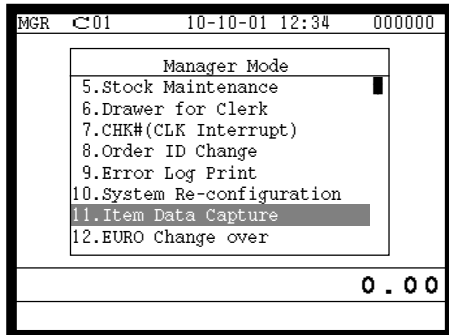 MGR C01 10-10-01 12:34 000000
Manager Mode
5.Stock Maintenance
6.Drawer for Clerk
7.CHK#(CLK Interrupt)
8.Order ID Change
9.Error Log Print
10.System Re-configuration
11.Item Data Capture
12.EURO Change over
0.00